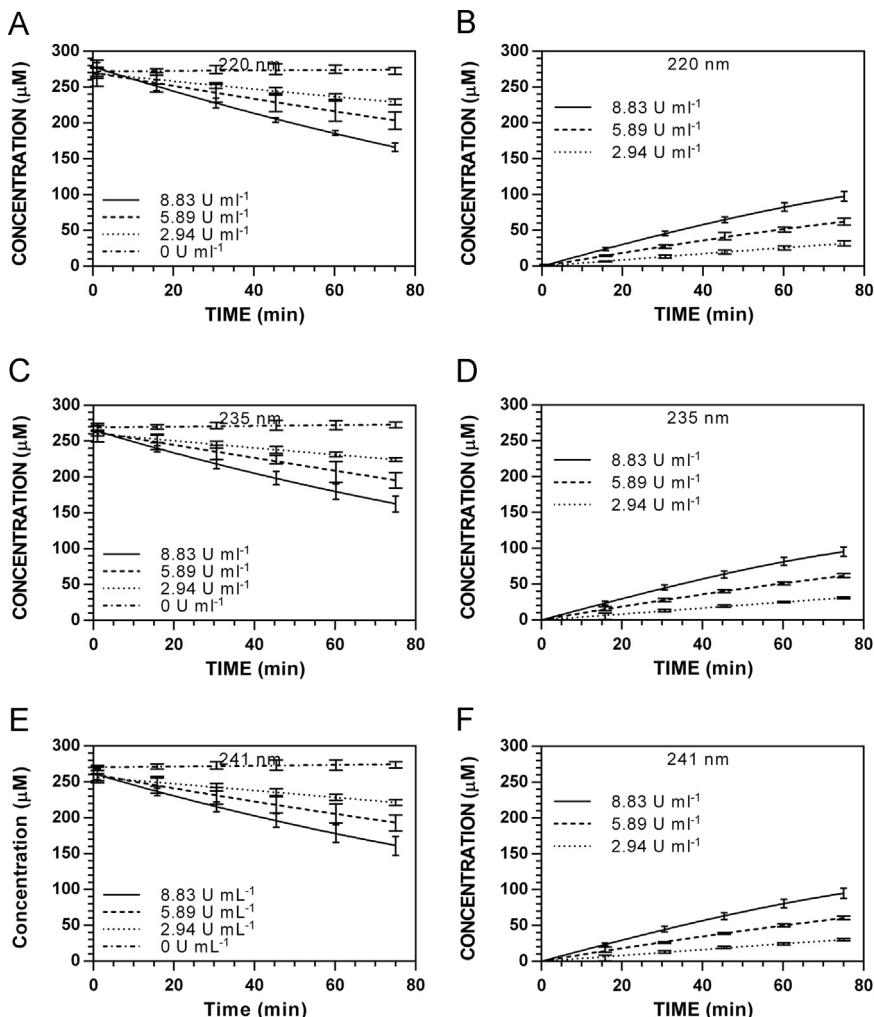 A
300
250
200
150
100
50
0
CONCENTRATION (µM)
220 nm
8.83 U ml⁻¹
5.89 U ml⁻¹
2.94 U ml⁻¹
0 U ml⁻¹
0 20 40 60 80
TIME (min)
B
300
250
200
150
100
50
0
CONCENTRATION (µM)
220 nm
8.83 U ml⁻¹
5.89 U ml⁻¹
2.94 U ml⁻¹
0 20 40 60 80
TIME (min)
C
300
250
200
150
100
50
0
CONCENTRATION (µM)
235 nm
8.83 U ml⁻¹
5.89 U ml⁻¹
2.94 U ml⁻¹
0 U ml⁻¹
0 20 40 60 80
TIME (min)
D
300
250
200
150
100
50
0
CONCENTRATION (µM)
235 nm
8.83 U ml⁻¹
5.89 U ml⁻¹
2.94 U ml⁻¹
0 20 40 60 80
TIME (min)
E
300
250
200
150
100
50
0
Concentration (µM)
241 nm
8.83 U mL⁻¹
5.89 U mL⁻¹
2.94 U mL⁻¹
0 U mL⁻¹
0 20 40 60 80
Time (min)
F
300
250
200
150
100
50
0
CONCENTRATION (µM)
241 nm
8.83 U ml⁻¹
5.89 U ml⁻¹
2.94 U ml⁻¹
0 20 40 60 80
TIME (min)